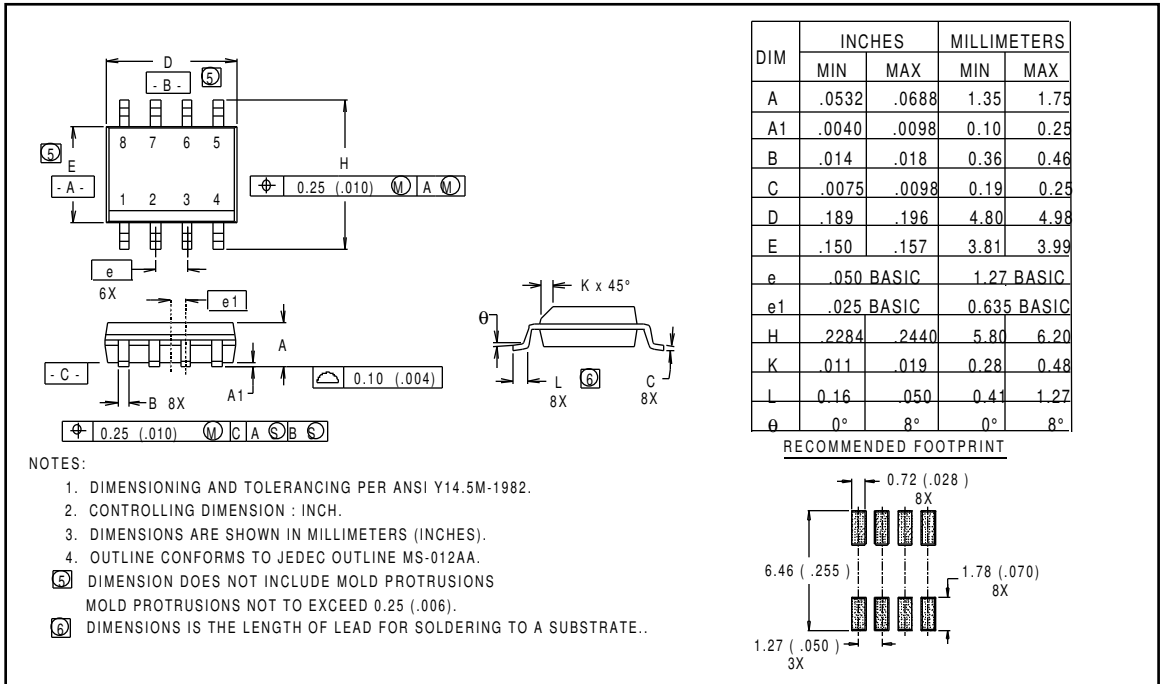 D
- B - 5
8 7 6 5
5
E
- A -
H
⌖ 0.25 (.010) Ⓜ A Ⓜ
1 2 3 4
e
6X
e1
A
- C -
A1
B 8X
⌓ 0.10 (.004)
⌖ 0.25 (.010) Ⓜ C A Ⓢ B Ⓢ
K x 45°
θ
L 6
8X
C
8X
DIM INCHES MILLIMETERS
MIN MAX MIN MAX
A .0532 .0688 1.35 1.75
A1 .0040 .0098 0.10 0.25
B .014 .018 0.36 0.46
C .0075 .0098 0.19 0.25
D .189 .196 4.80 4.98
E .150 .157 3.81 3.99
e .050 BASIC 1.27 BASIC
e1 .025 BASIC 0.635 BASIC
H .2284 .2440 5.80 6.20
K .011 .019 0.28 0.48
L 0.16 .050 0.41 1.27
θ 0° 8° 0° 8°
NOTES:
1. DIMENSIONING AND TOLERANCING PER ANSI Y14.5M-1982.
2. CONTROLLING DIMENSION : INCH.
3. DIMENSIONS ARE SHOWN IN MILLIMETERS (INCHES).
4. OUTLINE CONFORMS TO JEDEC OUTLINE MS-012AA.
5 DIMENSION DOES NOT INCLUDE MOLD PROTRUSIONS
MOLD PROTRUSIONS NOT TO EXCEED 0.25 (.006).
6 DIMENSIONS IS THE LENGTH OF LEAD FOR SOLDERING TO A SUBSTRATE..
RECOMMENDED FOOTPRINT
0.72 (.028 )
8X
6.46 ( .255 )
1.78 (.070)
8X
1.27 ( .050 )
3X